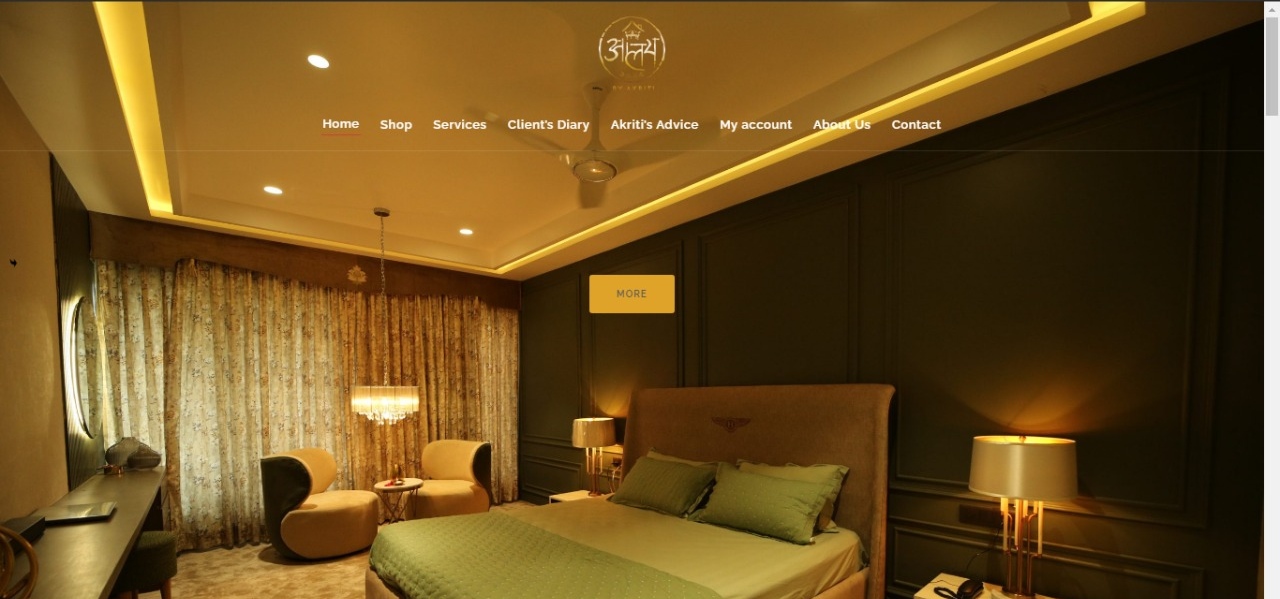 आलय
BY AKRITI
Home Shop Services Client's Diary Akriti's Advice My account About Us Contact
MORE